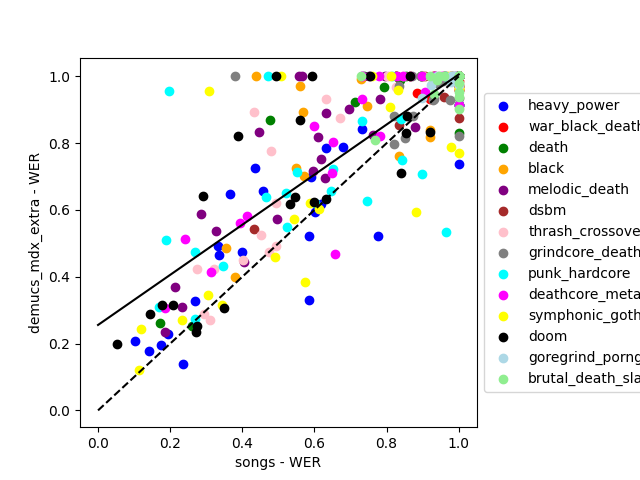 1.0
0.8
0.6
0.4
0.2
0.0
demucs_mdx_extra - WER
0.0 0.2 0.4 0.6 0.8 1.0
songs - WER
heavy_power
war_black_death
death
black
melodic_death
dsbm
thrash_crossove
grindcore_death
punk_hardcore
deathcore_meta
symphonic_goth
doom
goregrind_porng
brutal_death_sla